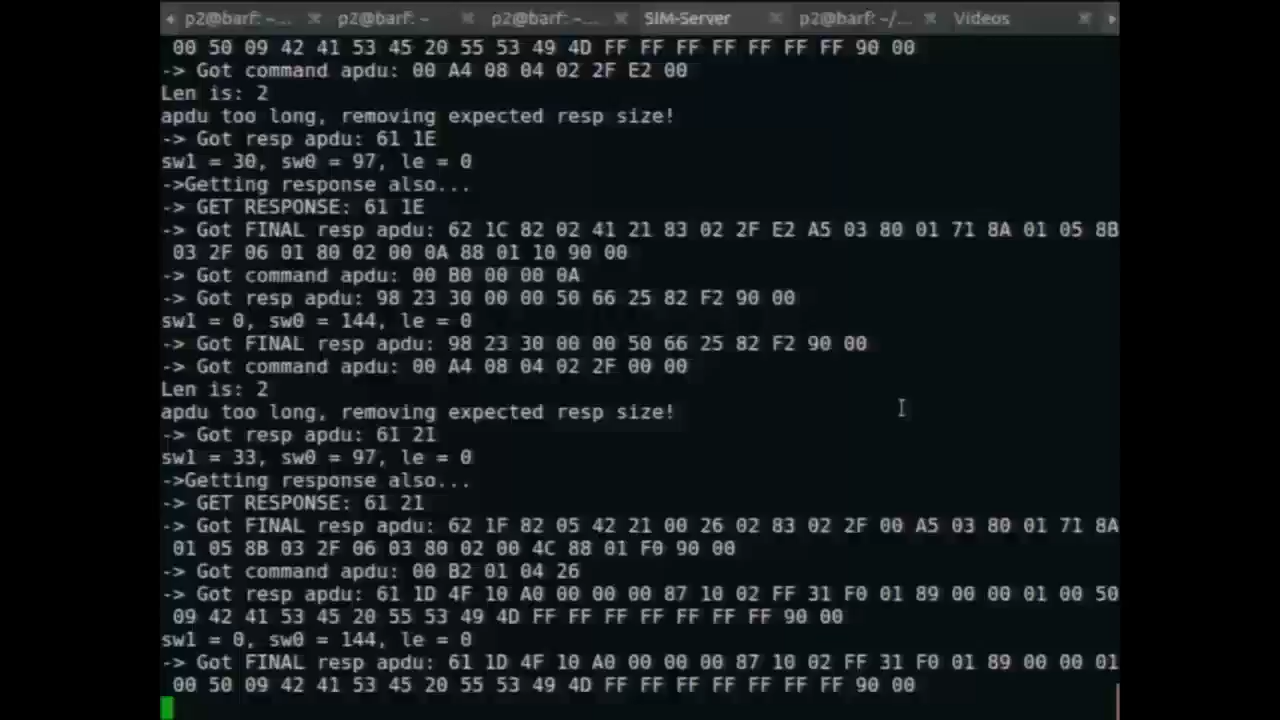 p2@barf: ~... p2@barf: ~ p2@barf: ~... SIM-Server p2@barf: ~/... Videos
00 50 09 42 41 53 45 20 55 53 49 4D FF FF FF FF FF FF FF 90 00
-> Got command apdu: 00 A4 08 04 02 2F E2 00
Len is: 2
apdu too long, removing expected resp size!
-> Got resp apdu: 61 1E
sw1 = 30, sw0 = 97, le = 0
->Getting response also...
-> GET RESPONSE: 61 1E
-> Got FINAL resp apdu: 62 1C 82 02 41 21 83 02 2F E2 A5 03 80 01 71 8A 01 05 8B
03 2F 06 01 80 02 00 0A 88 01 10 90 00
-> Got command apdu: 00 B0 00 00 0A
-> Got resp apdu: 98 23 30 00 00 50 66 25 82 F2 90 00
sw1 = 0, sw0 = 144, le = 0
-> Got FINAL resp apdu: 98 23 30 00 00 50 66 25 82 F2 90 00
-> Got command apdu: 00 A4 08 04 02 2F 00 00
Len is: 2
apdu too long, removing expected resp size!
-> Got resp apdu: 61 21
sw1 = 33, sw0 = 97, le = 0
->Getting response also...
-> GET RESPONSE: 61 21
-> Got FINAL resp apdu: 62 1F 82 05 42 21 00 26 02 83 02 2F 00 A5 03 80 01 71 8A
01 05 8B 03 2F 06 03 80 02 00 4C 88 01 F0 90 00
-> Got command apdu: 00 B2 01 04 26
-> Got resp apdu: 61 1D 4F 10 A0 00 00 00 87 10 02 FF 31 F0 01 89 00 00 01 00 50
09 42 41 53 45 20 55 53 49 4D FF FF FF FF FF FF FF 90 00
sw1 = 0, sw0 = 144, le = 0
-> Got FINAL resp apdu: 61 1D 4F 10 A0 00 00 00 87 10 02 FF 31 F0 01 89 00 00 01
00 50 09 42 41 53 45 20 55 53 49 4D FF FF FF FF FF FF FF 90 00